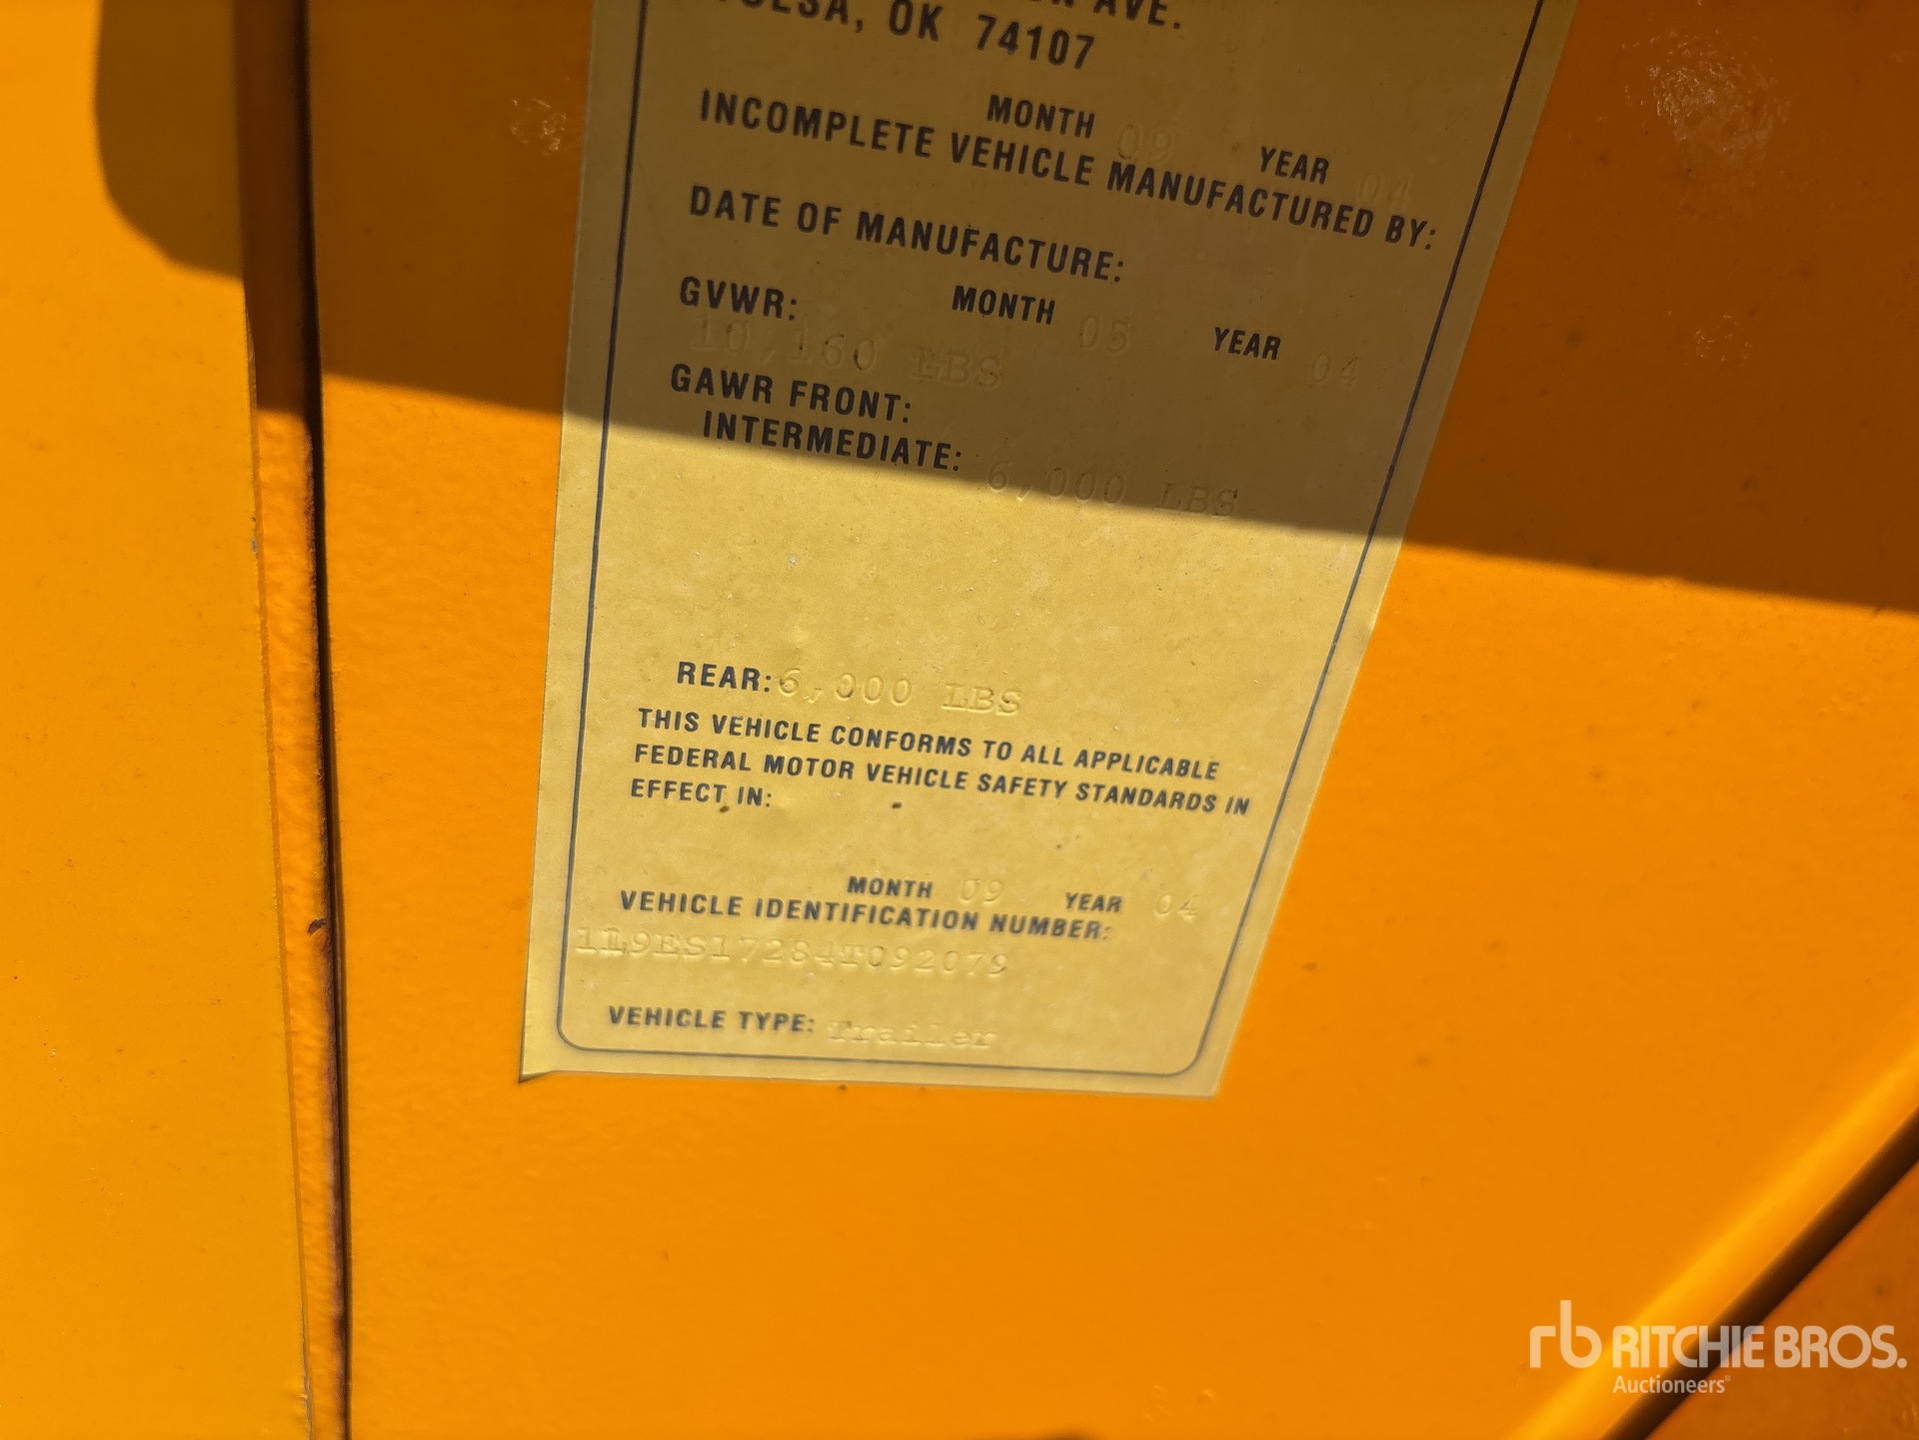 AVE.
TULSA, OK 74107
MONTH 09 YEAR 04
INCOMPLETE VEHICLE MANUFACTURED BY:
DATE OF MANUFACTURE:
MONTH 05 YEAR 04
GVWR:
10,160 LBS
GAWR FRONT:
INTERMEDIATE: 6,000 LBS
REAR: 6,000 LBS
THIS VEHICLE CONFORMS TO ALL APPLICABLE
FEDERAL MOTOR VEHICLE SAFETY STANDARDS IN
EFFECT IN:
MONTH 09 YEAR 04
VEHICLE IDENTIFICATION NUMBER:
1L9ES17284T092079
VEHICLE TYPE: Trailer
rb RITCHIE BROS.
Auctioneers®